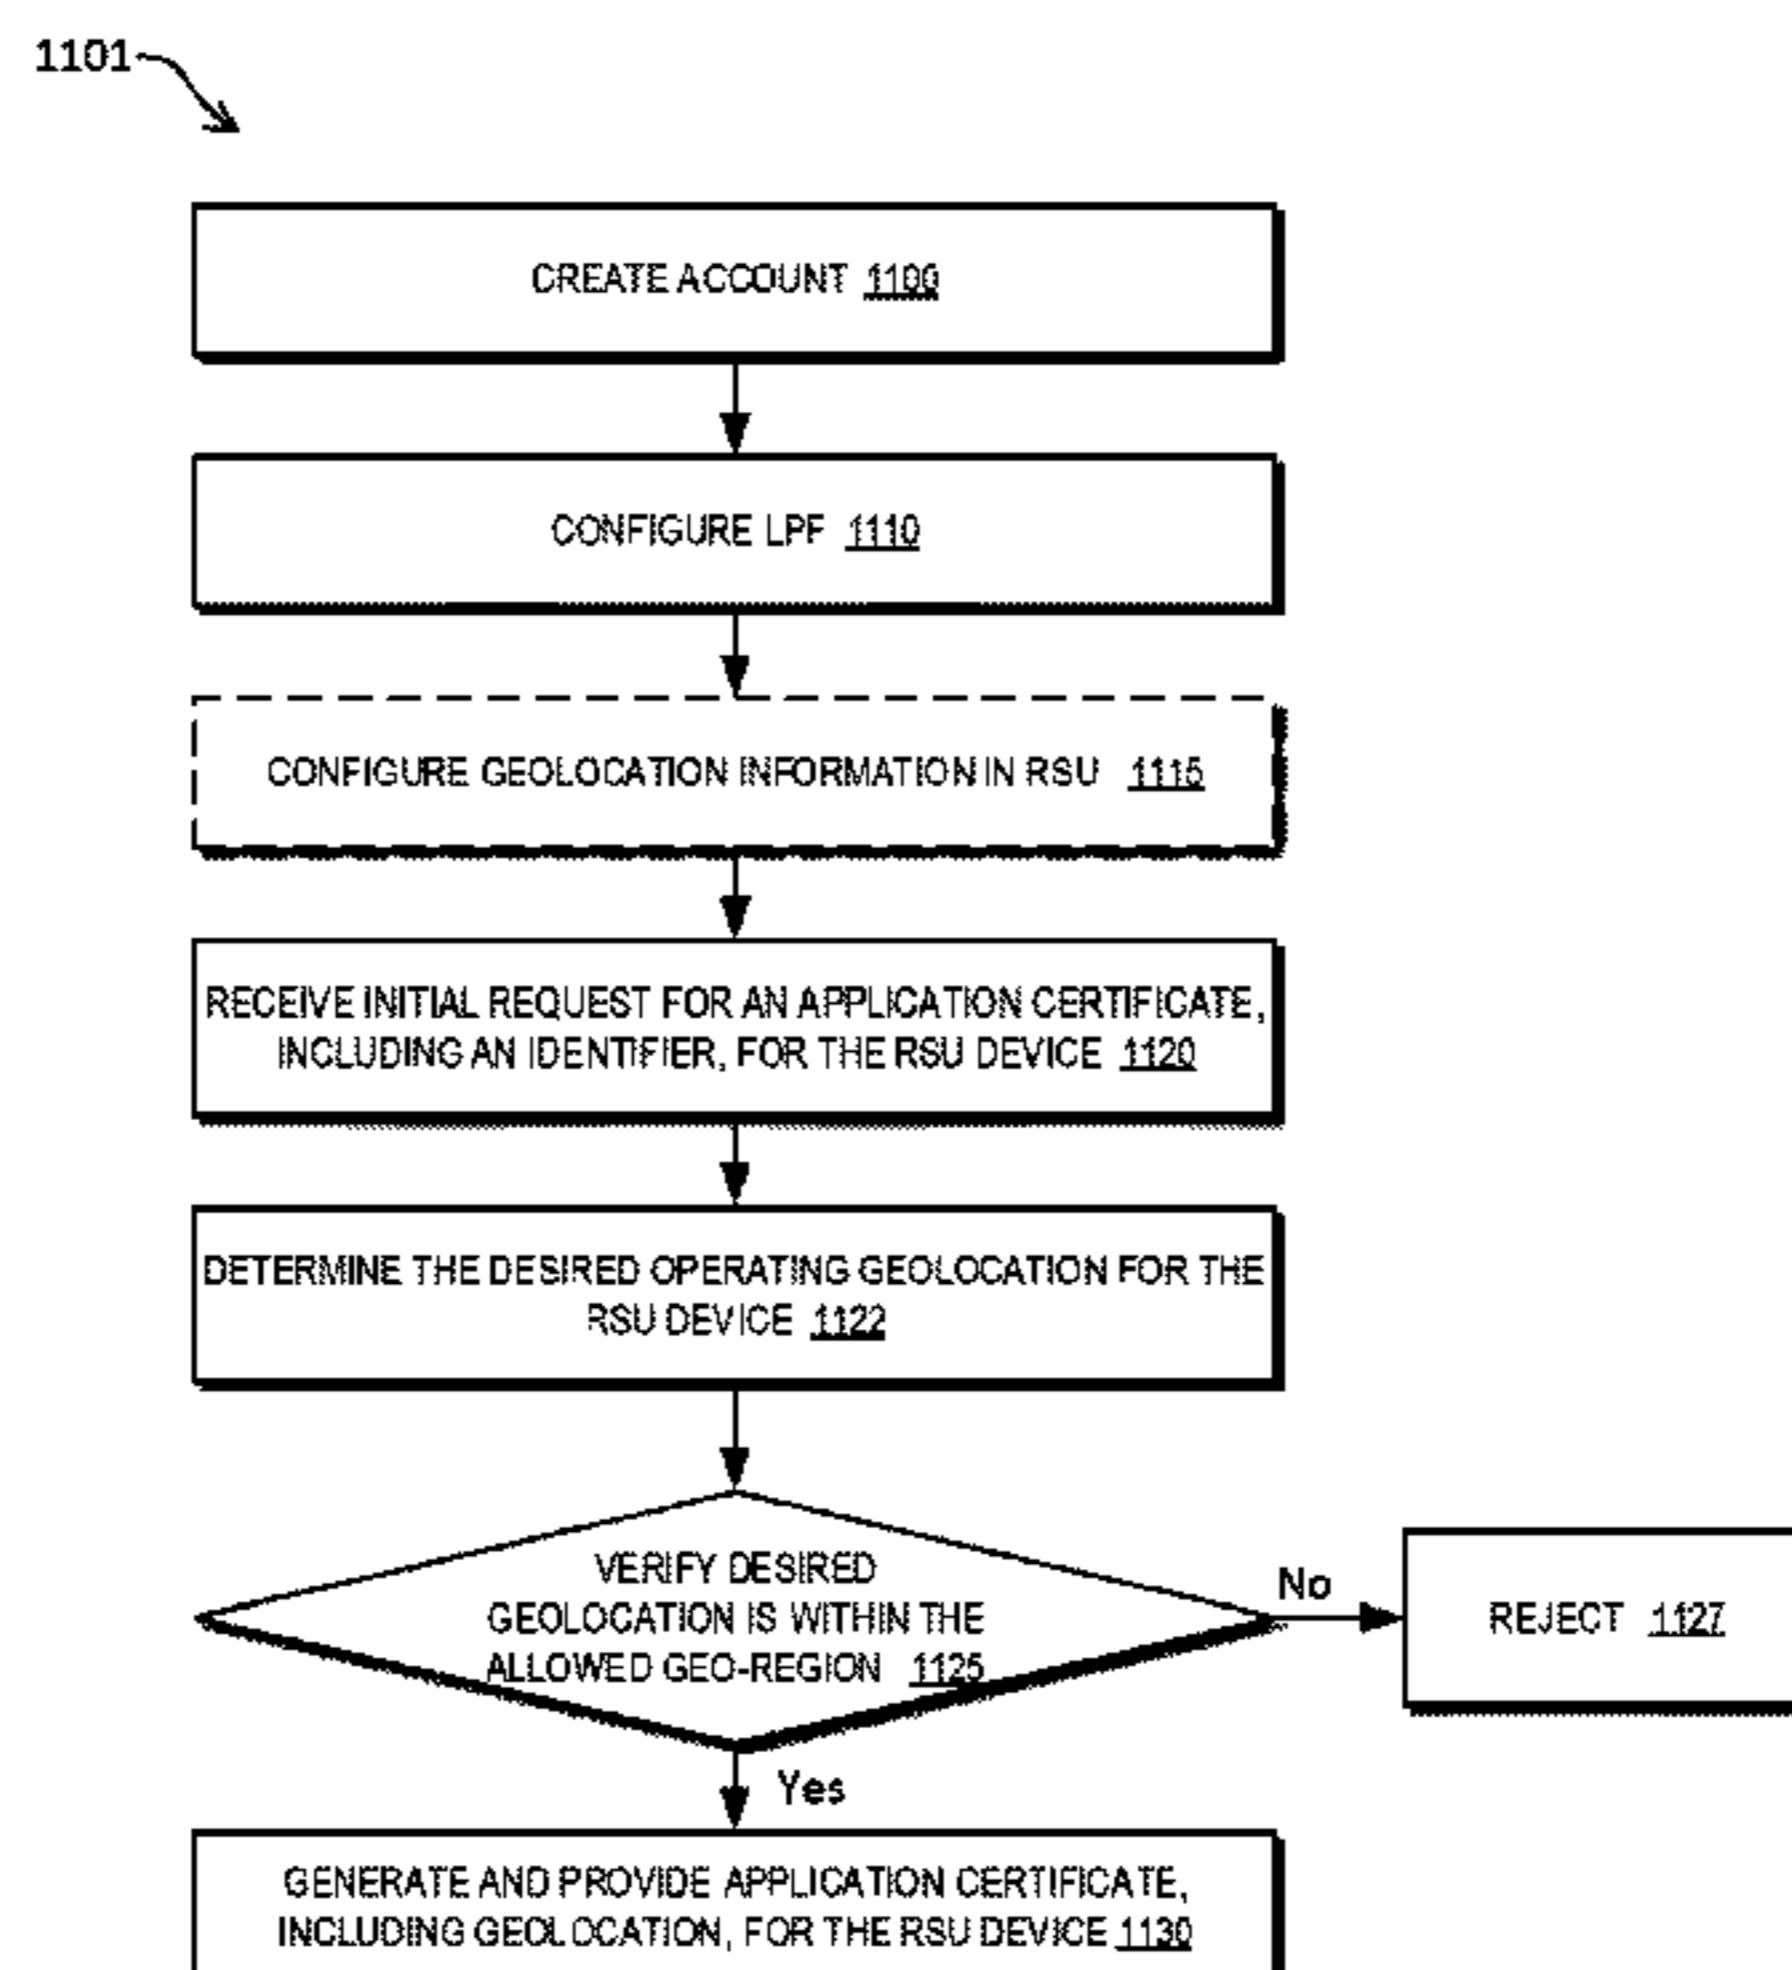 1101
CREATE ACCOUNT 1100
CONFIGURE LPF 1110
CONFIGURE GEOLOCATION INFORMATION IN RSU 1115
RECEIVE INITIAL REQUEST FOR AN APPLICATION CERTIFICATE,
INCLUDING AN IDENTIFIER, FOR THE RSU DEVICE 1120
DETERMINE THE DESIRED OPERATING GEOLOCATION FOR THE
RSU DEVICE 1122
VERIFY DESIRED
GEOLOCATION IS WITHIN THE
ALLOWED GEO-REGION 1125
No
REJECT 1127
Yes
GENERATE AND PROVIDE APPLICATION CERTIFICATE,
INCLUDING GEOLOCATION, FOR THE RSU DEVICE 1130